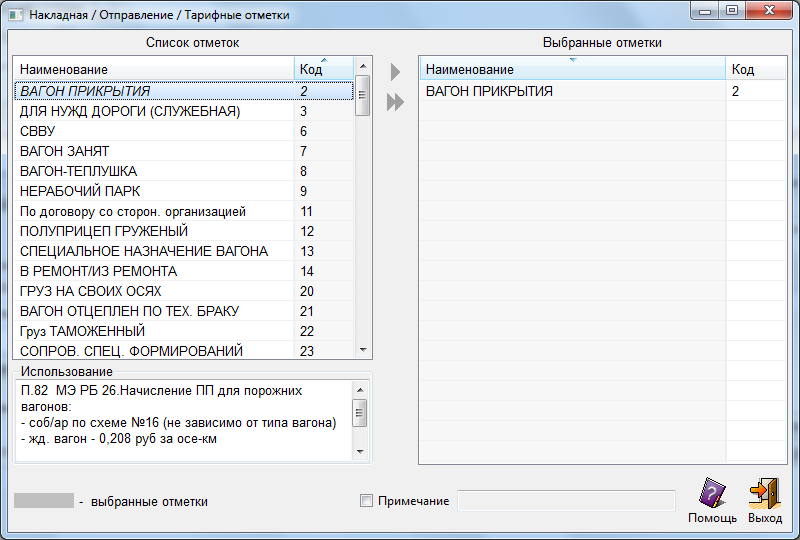 Накладная / Отправление / Тарифные отметки
Список отметок
Наименование Код
ВАГОН ПРИКРЫТИЯ 2
ДЛЯ НУЖД ДОРОГИ (СЛУЖЕБНАЯ) 3
СВВУ 6
ВАГОН ЗАНЯТ 7
ВАГОН-ТЕПЛУШКА 8
НЕРАБОЧИЙ ПАРК 9
По договору со сторон. организацией 11
ПОЛУПРИЦЕП ГРУЖЕНЫЙ 12
СПЕЦИАЛЬНОЕ НАЗНАЧЕНИЕ ВАГОНА 13
В РЕМОНТ/ИЗ РЕМОНТА 14
ГРУЗ НА СВОИХ ОСЯХ 20
ВАГОН ОТЦЕПЛЕН ПО ТЕХ. БРАКУ 21
Груз ТАМОЖЕННЫЙ 22
СОПРОВ. СПЕЦ. ФОРМИРОВАНИЙ 23
Выбранные отметки
Наименование Код
ВАГОН ПРИКРЫТИЯ 2
Использование
П.82 МЭ РБ 26.Начисление ПП для порожних
вагонов:
- соб/ар по схеме №16 (не зависимо от типа вагона)
- жд. вагон - 0,208 руб за осе-км
- выбранные отметки
Примечание
Помощь
Выход